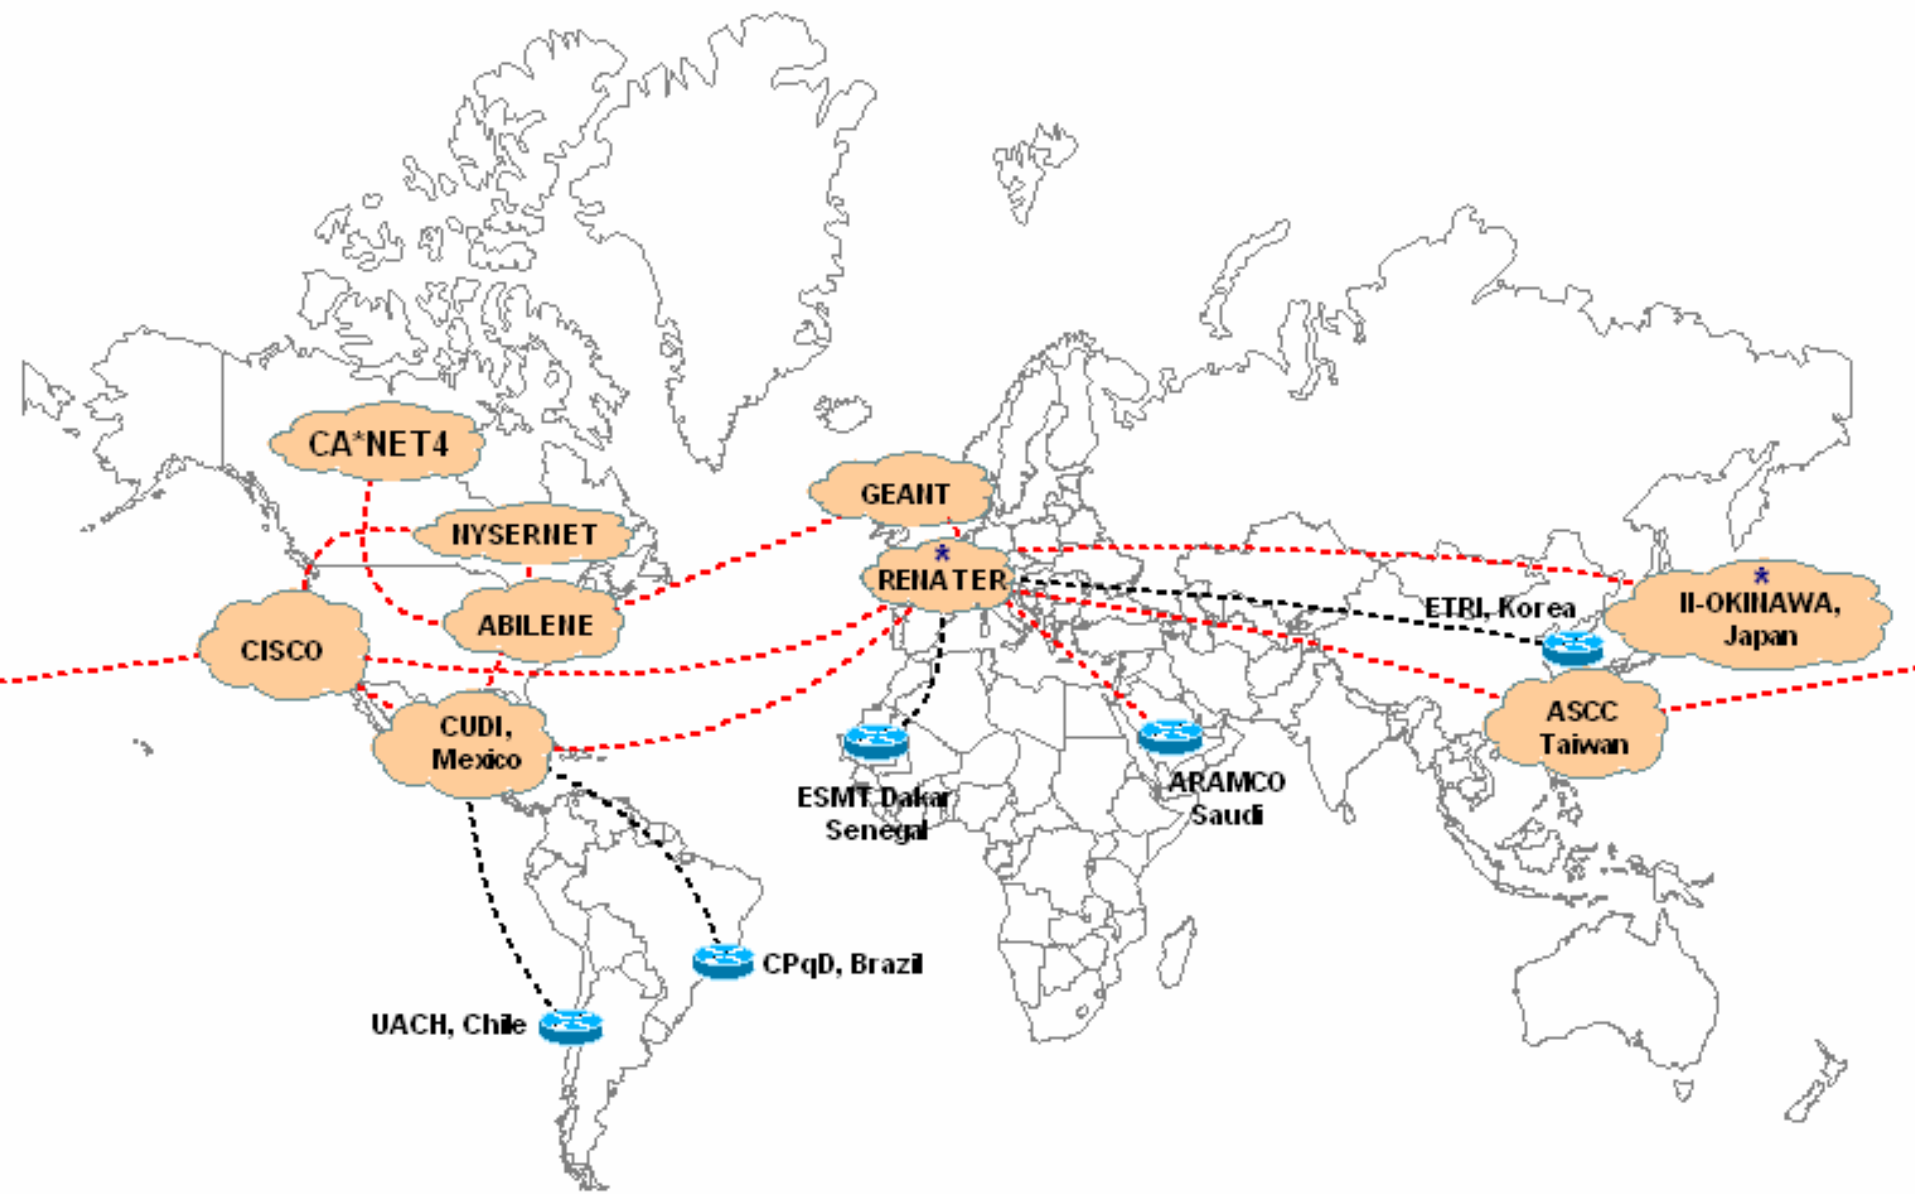 CA*NET4
GEANT
NYSERNET
*
RENATER
*
II-OKINAWA,
Japan
ETRI, Korea
ABILENE
CISCO
CUDI,
Mexico
ASCC
Taiwan
ESMT Dakar
Senegal
ARAMCO
Saudi
CPqD, Brazil
UACH, Chile